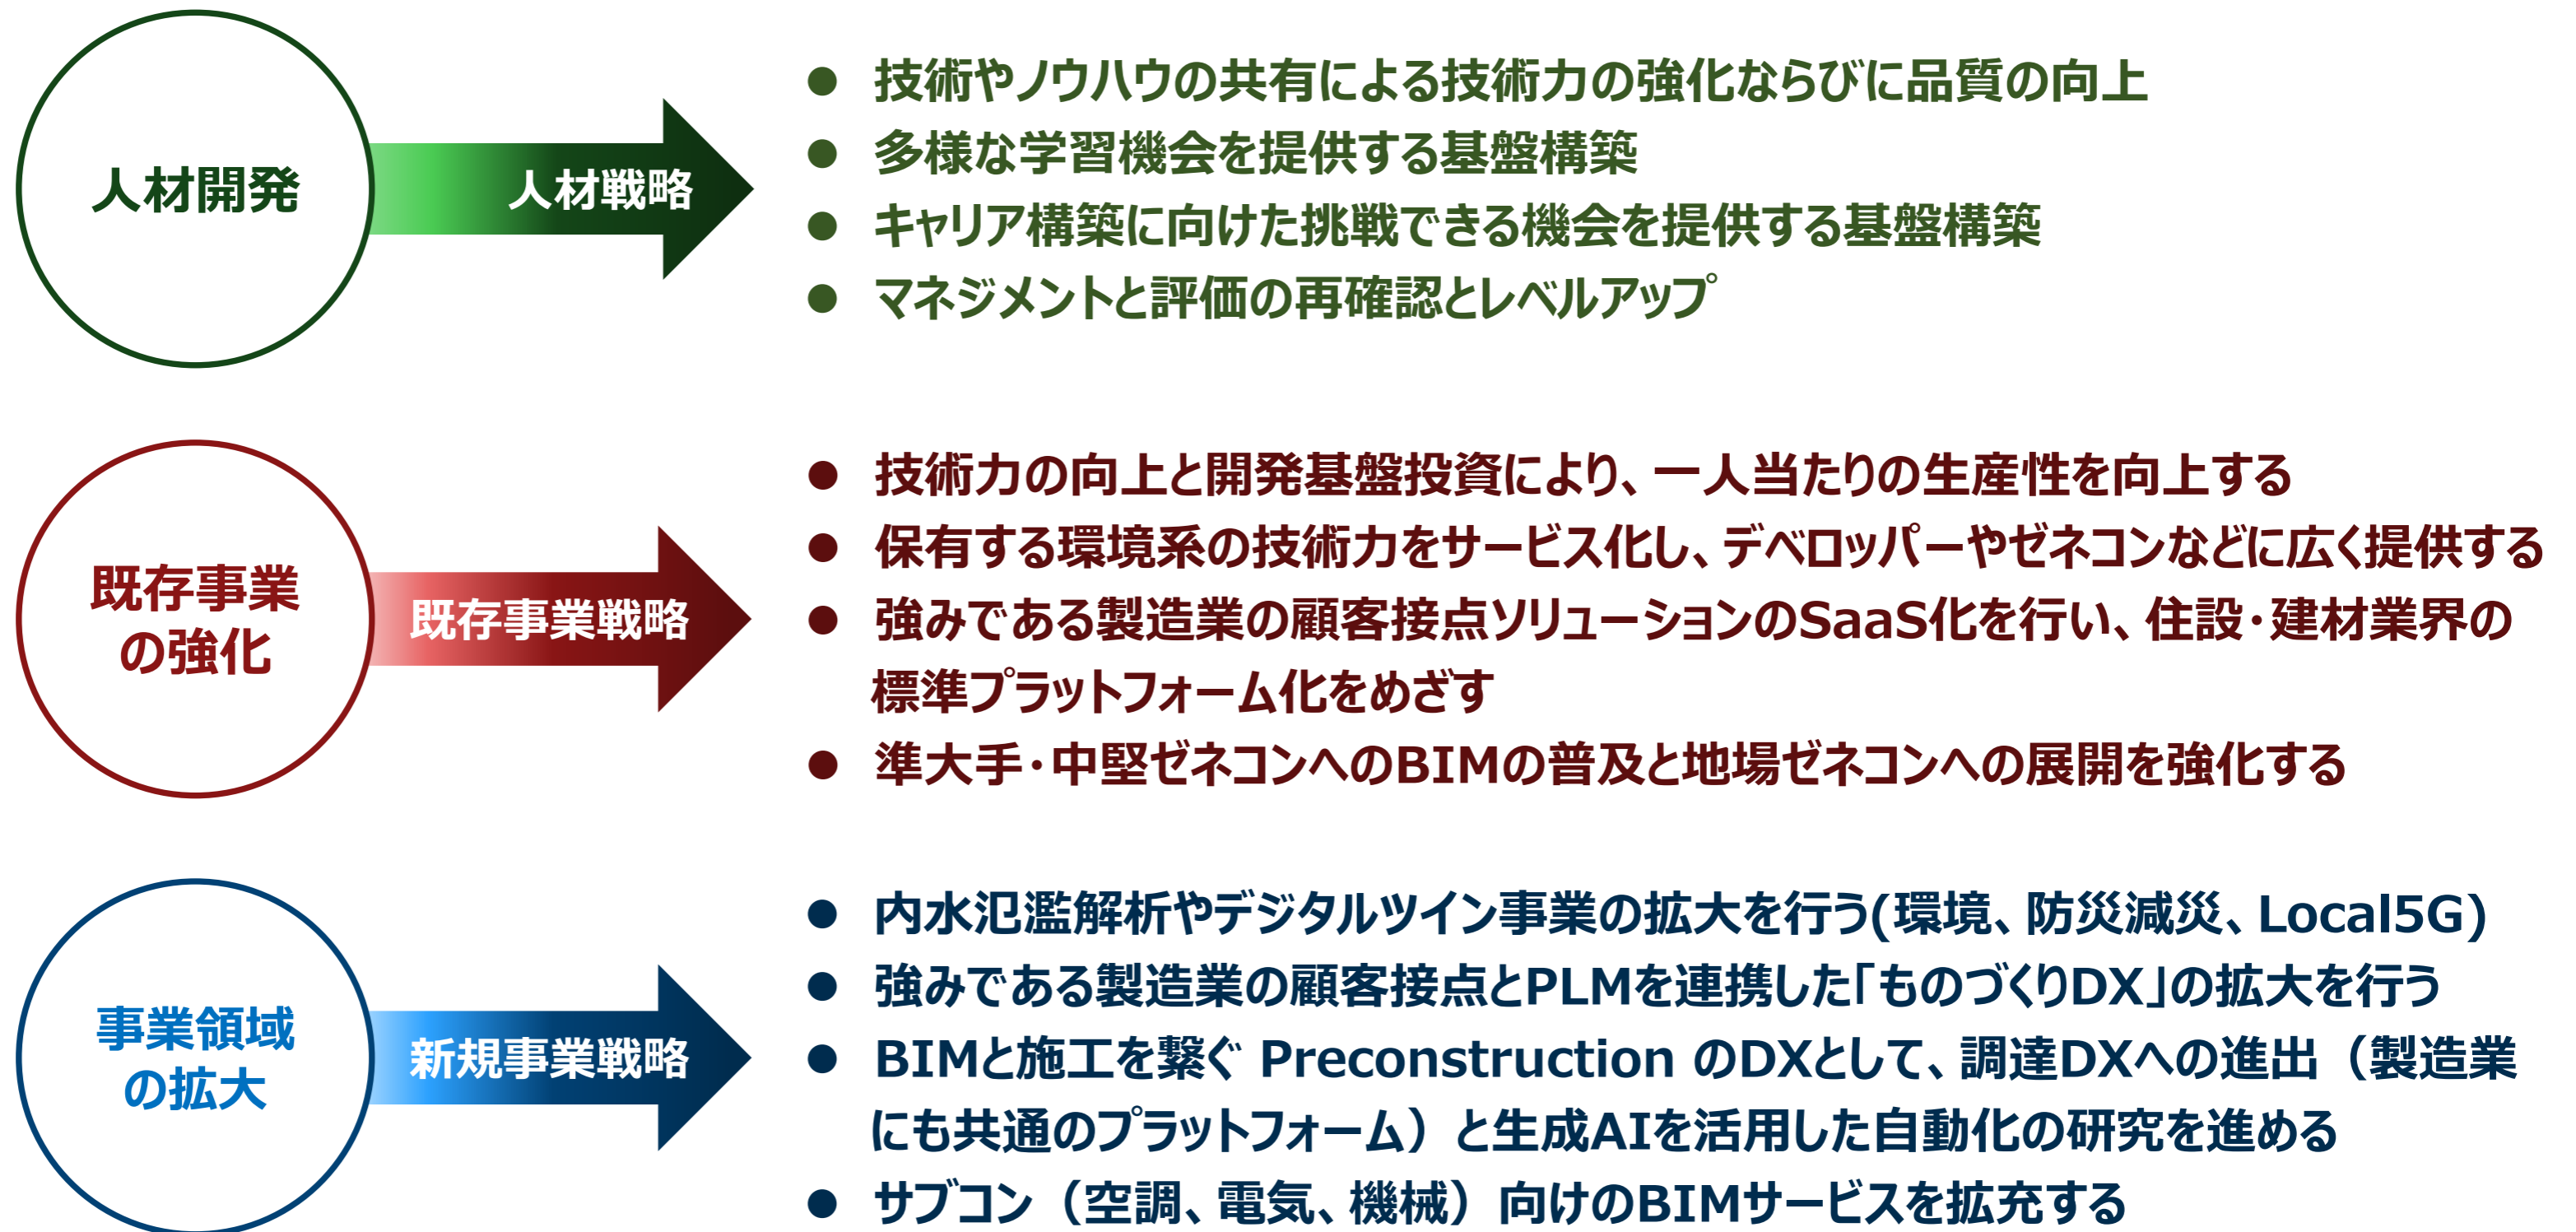 人材開発
人材戦略
● 技術やノウハウの共有による技術力の強化ならびに品質の向上
● 多様な学習機会を提供する基盤構築
● キャリア構築に向けた挑戦できる機会を提供する基盤構築
● マネジメントと評価の再確認とレベルアップ
既存事業
の強化
既存事業戦略
● 技術力の向上と開発基盤投資により、一人当たりの生産性を向上する
● 保有する環境系の技術力をサービス化し、デベロッパーやゼネコンなどに広く提供する
● 強みである製造業の顧客接点ソリューションのSaaS化を行い、住設・建材業界の
標準プラットフォーム化をめざす
● 準大手・中堅ゼネコンへのBIMの普及と地場ゼネコンへの展開を強化する
事業領域
の拡大
新規事業戦略
● 内水氾濫解析やデジタルツイン事業の拡大を行う(環境、防災減災、Local5G)
● 強みである製造業の顧客接点とPLMを連携した「ものづくりDX」の拡大を行う
● BIMと施工を繋ぐ Preconstruction のDXとして、調達DXへの進出（製造業
にも共通のプラットフォーム）と生成AIを活用した自動化の研究を進める
● サブコン（空調、電気、機械）向けのBIMサービスを拡充する